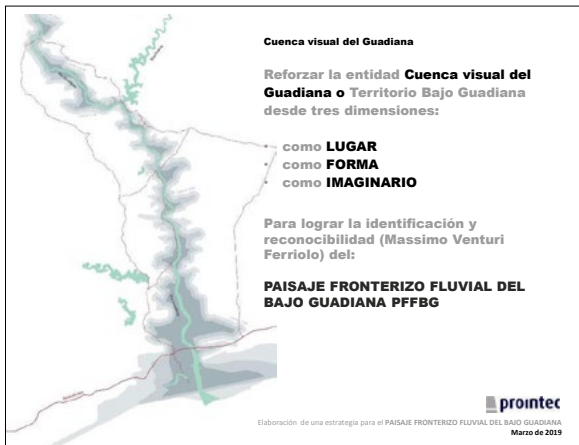 Cuenca visual del Guadiana
Reforzar la entidad Cuenca visual del
Guadiana o Territorio Bajo Guadiana
desde tres dimensiones:
como LUGAR
como FORMA
como IMAGINARIO
Para lograr la identificación y
reconocibilidad (Massimo Venturi
Ferriolo) del:
PAISAJE FRONTERIZO FLUVIAL DEL
BAJO GUADIANA PFFBG
prointec
Elaboración de una estrategia para el PAISAJE FRONTERIZO FLUVIAL DEL BAJO GUADIANA
Marzo de 2019